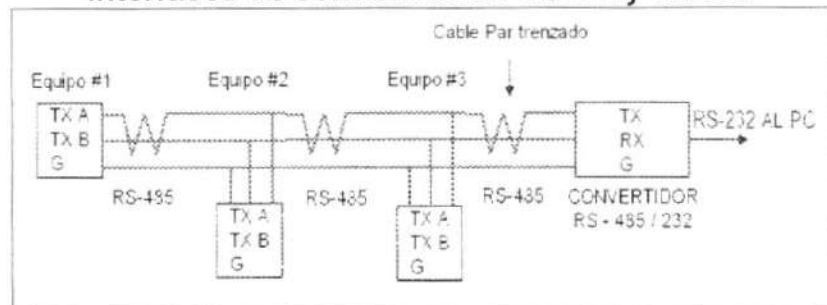 Cable Par trenzado
Equipo #1
Equipo #2
Equipo #3
TX A
TX B
G
TX
RX
G
RS-232 AL PC
RS-485
RS-485
RS-485
CONVERTIDOR
RS - 485 / 232
TX A
TX B
G
TX A
TX B
G